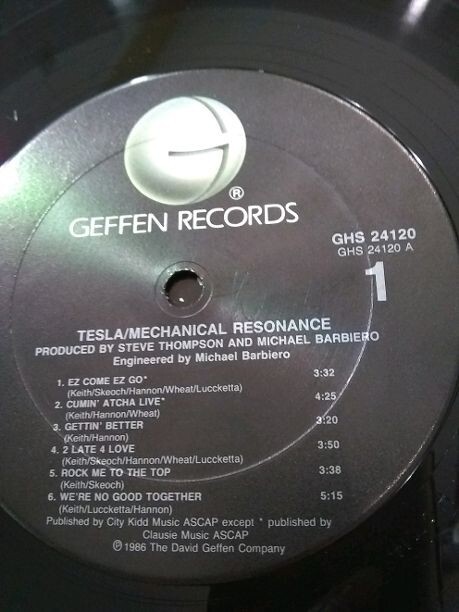 ®
GEFFEN RECORDS
GHS 24120
GHS 24120 A
1
TESLA/MECHANICAL RESONANCE
PRODUCED BY STEVE THOMPSON AND MICHAEL BARBIERO
Engineered by Michael Barbiero
1. EZ COME EZ GO* 3:32
(Keith/Skeoch/Hannon/Wheat/Luccketta)
2. CUMIN' ATCHA LIVE* 4:25
(Keith/Hannon/Wheat)
3. GETTIN' BETTER 3:20
(Keith/Hannon)
4. 2 LATE 4 LOVE 3:50
(Keith/Skeoch/Hannon/Wheat/Luccketta)
5. ROCK ME TO THE TOP 3:38
(Keith/Skeoch)
6. WE'RE NO GOOD TOGETHER 5:15
(Keith/Luccketta/Hannon)
Published by City Kidd Music ASCAP except * published by
Clausie Music ASCAP
℗ 1986 The David Geffen Company